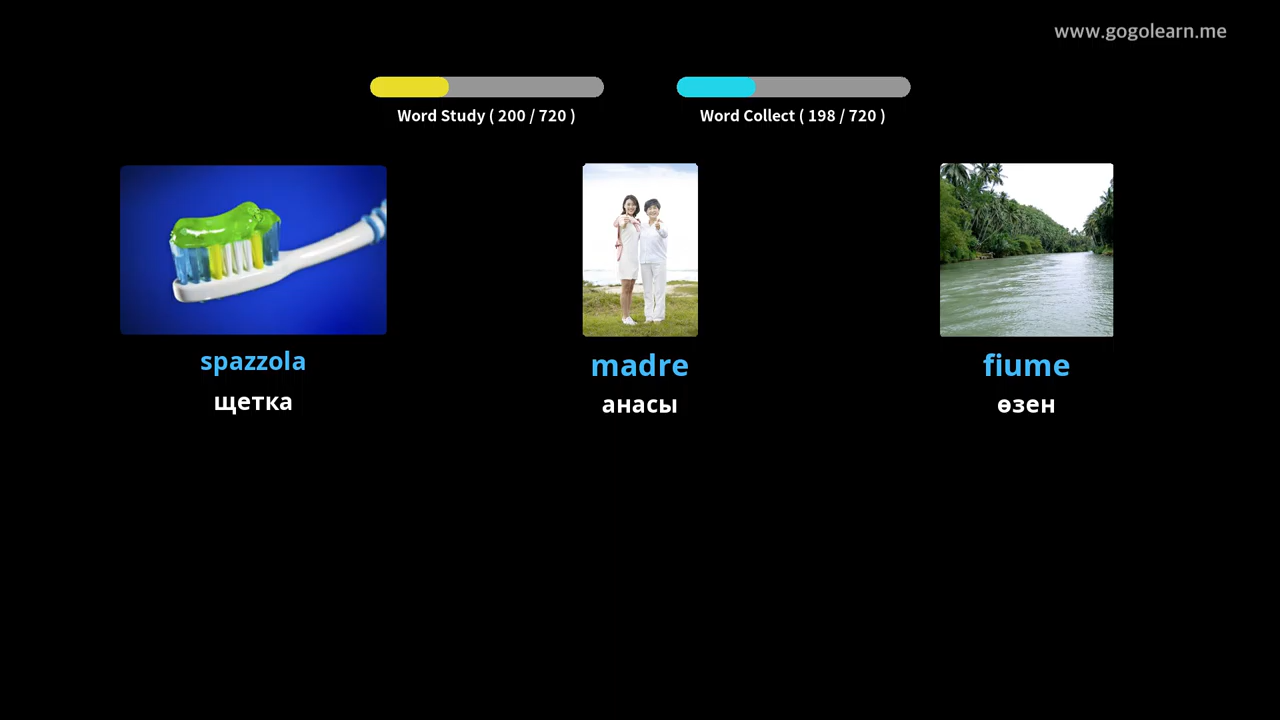 www.gogolearn.me
Word Study ( 200 / 720 )
Word Collect ( 198 / 720 )
spazzola
щетка
madre
анасы
fiume
өзен